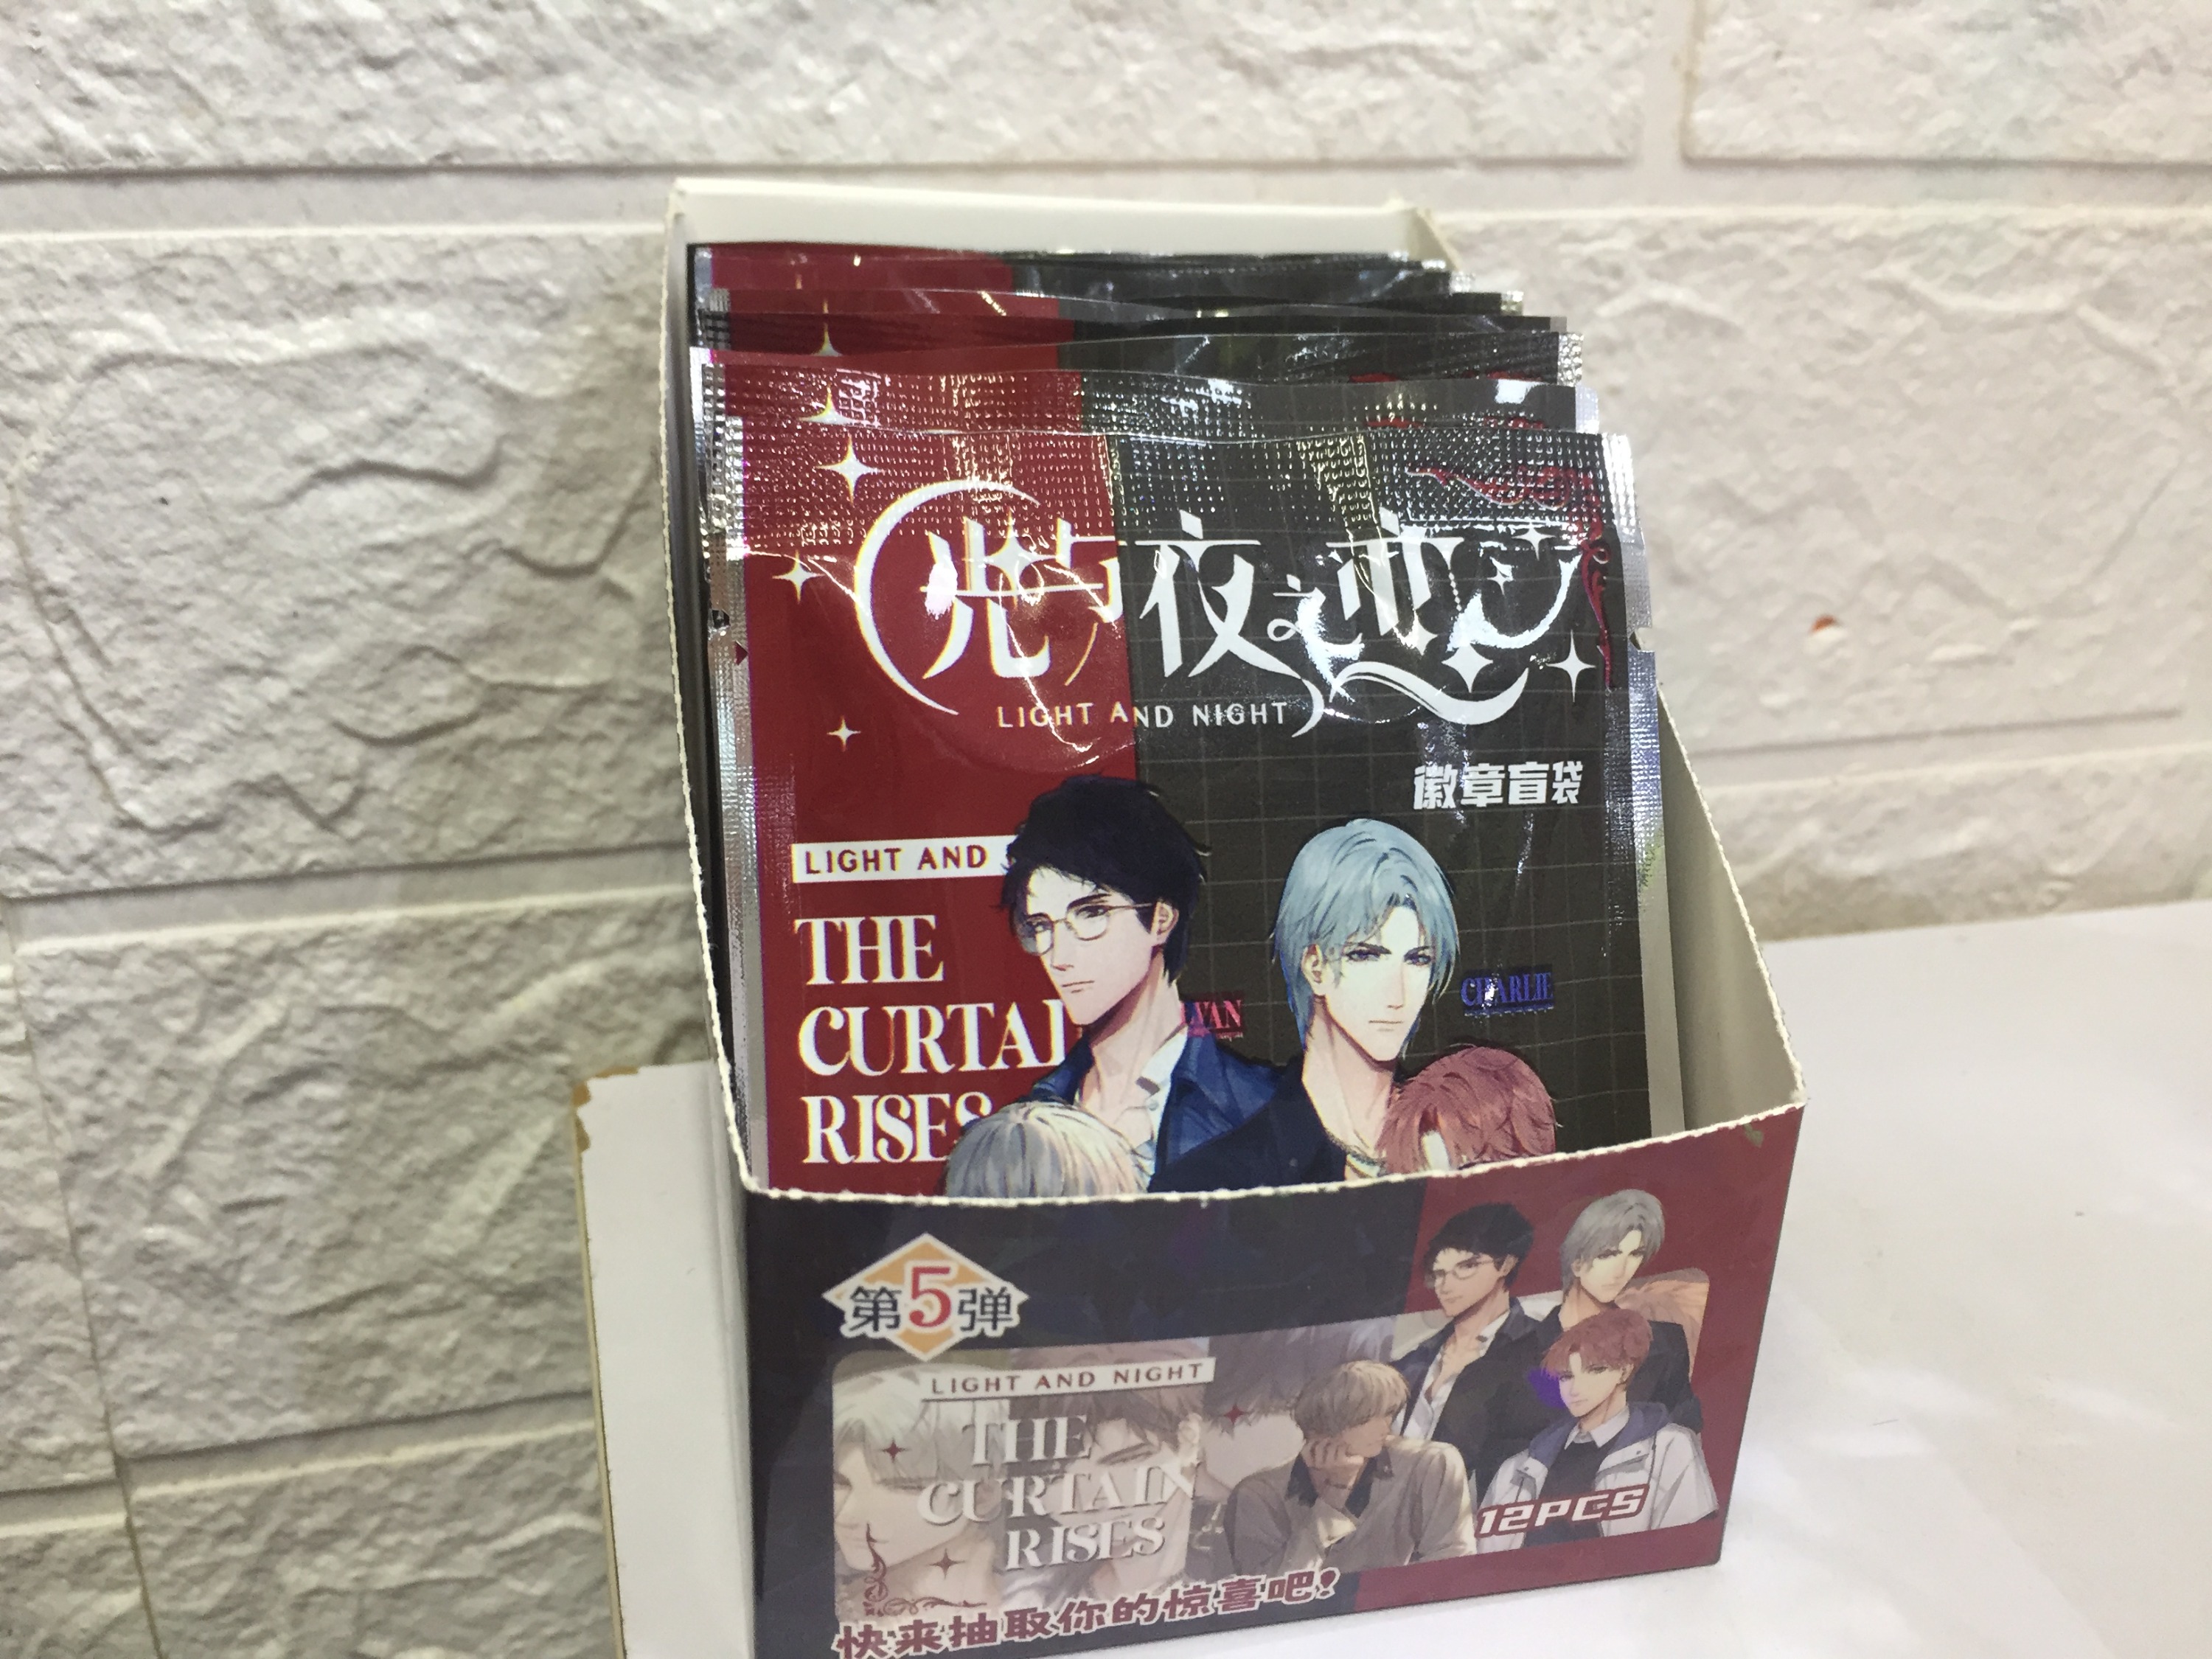 光与夜之恋
LIGHT AND NIGHT
徽章盲袋
LIGHT AND
THE
CURTAI
RISES
CHARLIE
第5弹
LIGHT AND NIGHT
THE
CURTAIN
RISES
12PCS
快来抽取你的惊喜吧!